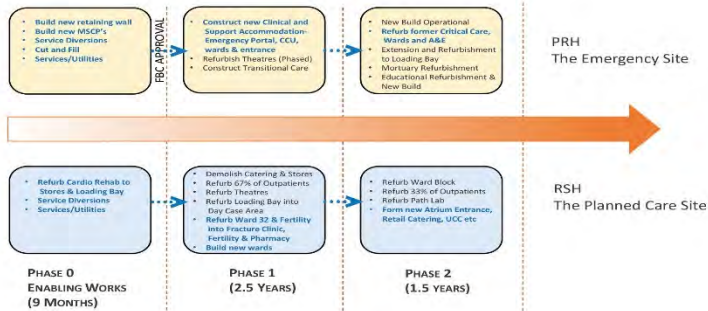 • Build new retaining wall
• Build new MSCP's
• Service Diversions
• Cut and Fill
• Services/Utilities
FBC APPROVAL
• Construct new Clinical and
Support Accommodation-
Emergency Portal, CCU,
wards & entrance
• Refurbish Theatres (Phased)
• Construct Transitional Care
• New Build Operational
• Refurb former Critical Care,
Wards and A&E
• Extension and Refurbishment
to Loading Bay
• Mortuary Refurbishment
• Educational Refurbishment &
New Build
PRH
The Emergency Site
• Refurb Cardio Rehab to
Stores & Loading Bay
• Service Diversions
• Services/Utilities
• Demolish Catering & Stores
• Refurb 67% of Outpatients
• Refurb Theatres
• Refurb Loading Bay into
Day Case Area
• Refurb Ward 32 & Fertility
into Fracture Clinic,
Fertility & Pharmacy
• Build new wards
• Refurb Ward Block
• Refurb 33% of Outpatients
• Refurb Path Lab
• Form new Atrium Entrance,
Retail Catering, UCC etc
RSH
The Planned Care Site
PHASE 0
ENABLING WORKS
(9 MONTHS)
PHASE 1
(2.5 YEARS)
PHASE 2
(1.5 YEARS)